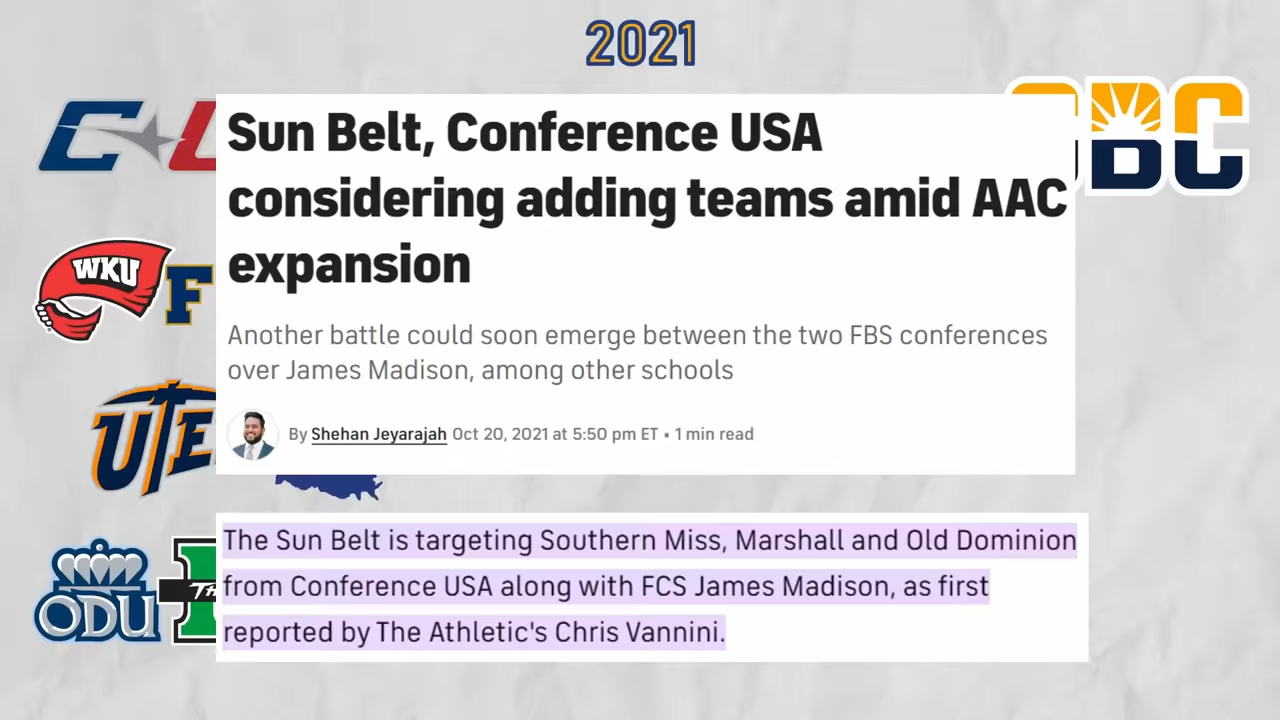 2021
Sun Belt, Conference USA
considering adding teams amid AAC
expansion
Another battle could soon emerge between the two FBS conferences
over James Madison, among other schools
By Shehan Jeyarajah Oct 20, 2021 at 5:50 pm ET • 1 min read
WKU
F
UTE
ODU
The Sun Belt is targeting Southern Miss, Marshall and Old Dominion
from Conference USA along with FCS James Madison, as first
reported by The Athletic's Chris Vannini.